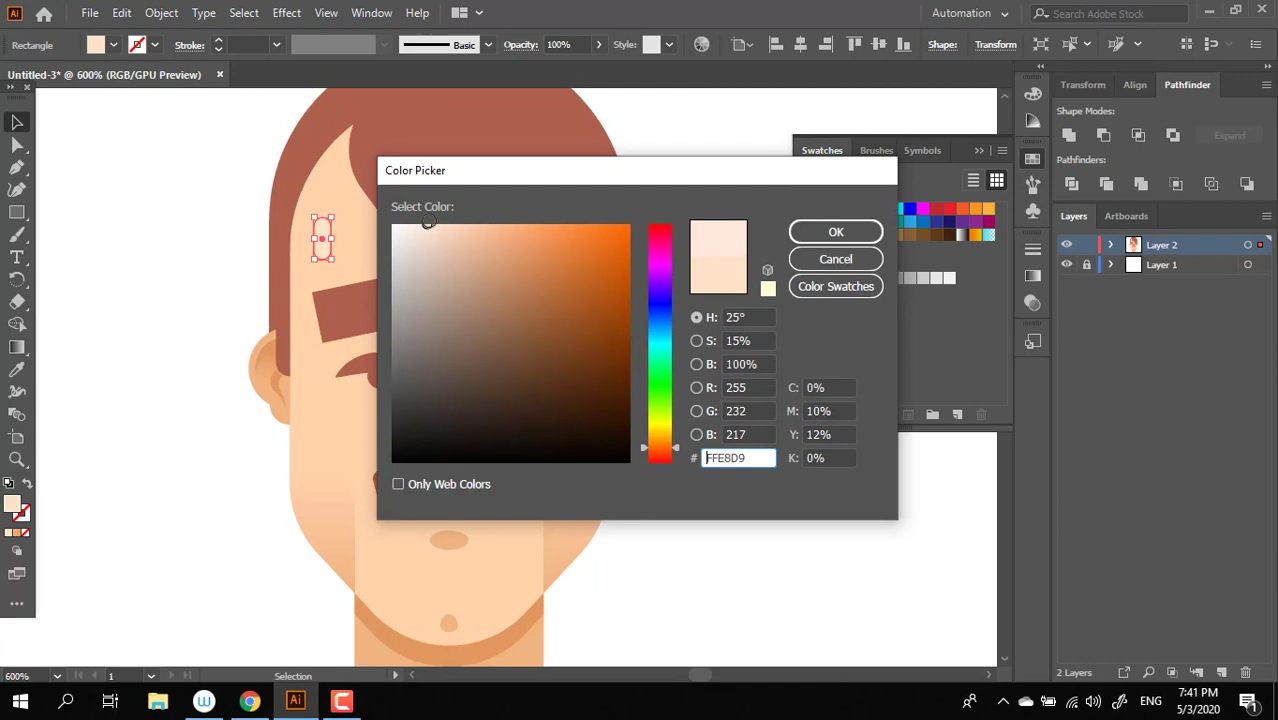 Ai File Edit Object Type Select Effect View Window Help Automation Search Adobe Stock
Rectangle Stroke: Basic Opacity: 100% Style: Shape: Transform
Untitled-3* @ 600% (RGB/GPU Preview)
Transform Align Pathfinder
Shape Modes:
Expand
Pathfinders:
Swatches Brushes Symbols
Layers Artboards
Layer 2
Layer 1
Color Picker
Select Color:
OK
Cancel
Color Swatches
H: 25°
S: 15%
B: 100%
R: 255 C: 0%
G: 232 M: 10%
B: 217 Y: 12%
# FFE8D9 K: 0%
Only Web Colors
600% 1 Selection
2 Layers
Ai ENG 7:41 PM
5/3/2020
1